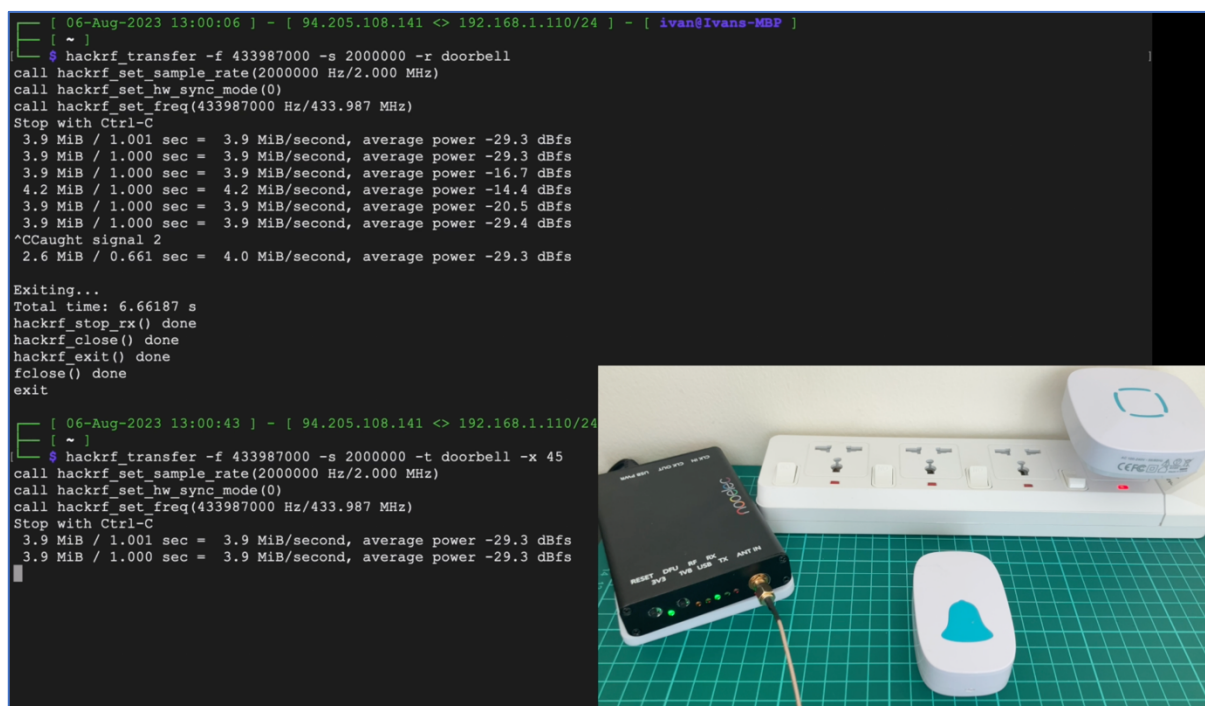 [ 06-Aug-2023 13:00:06 ] - [ 94.205.108.141 <> 192.168.1.110/24 ] - [ ivan@Ivans-MBP ]
[ ~ ]
[ $ hackrf_transfer -f 433987000 -s 2000000 -r doorbell ]
call hackrf_set_sample_rate(2000000 Hz/2.000 MHz)
call hackrf_set_hw_sync_mode(0)
call hackrf_set_freq(433987000 Hz/433.987 MHz)
Stop with Ctrl-C
3.9 MiB / 1.001 sec = 3.9 MiB/second, average power -29.3 dBfs
3.9 MiB / 1.000 sec = 3.9 MiB/second, average power -29.3 dBfs
3.9 MiB / 1.000 sec = 3.9 MiB/second, average power -16.7 dBfs
4.2 MiB / 1.000 sec = 4.2 MiB/second, average power -14.4 dBfs
3.9 MiB / 1.000 sec = 3.9 MiB/second, average power -20.5 dBfs
3.9 MiB / 1.000 sec = 3.9 MiB/second, average power -29.4 dBfs
^CCaught signal 2
2.6 MiB / 0.661 sec = 4.0 MiB/second, average power -29.3 dBfs
Exiting...
Total time: 6.66187 s
hackrf_stop_rx() done
hackrf_close() done
hackrf_exit() done
fclose() done
exit
[ 06-Aug-2023 13:00:43 ] - [ 94.205.108.141 <> 192.168.1.110/24
[ ~ ]
[ $ hackrf_transfer -f 433987000 -s 2000000 -t doorbell -x 45
call hackrf_set_sample_rate(2000000 Hz/2.000 MHz)
call hackrf_set_hw_sync_mode(0)
call hackrf_set_freq(433987000 Hz/433.987 MHz)
Stop with Ctrl-C
3.9 MiB / 1.001 sec = 3.9 MiB/second, average power -29.3 dBfs
3.9 MiB / 1.000 sec = 3.9 MiB/second, average power -29.3 dBfs
CLK IN
CLK OUT
USB PWR
nooelec
RESET DFU RF RX ANT IN
3V3 1V8 USB TX
CE FC